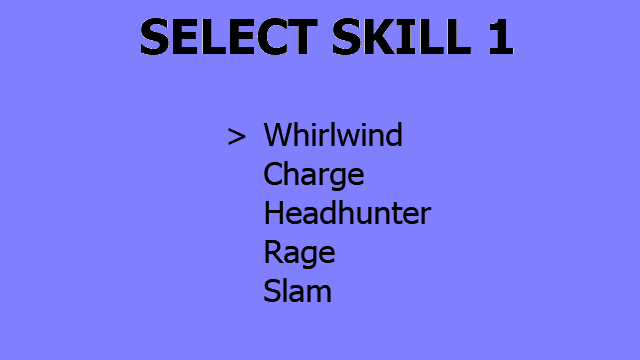 SELECT SKILL 1
> Whirlwind
Charge
Headhunter
Rage
Slam